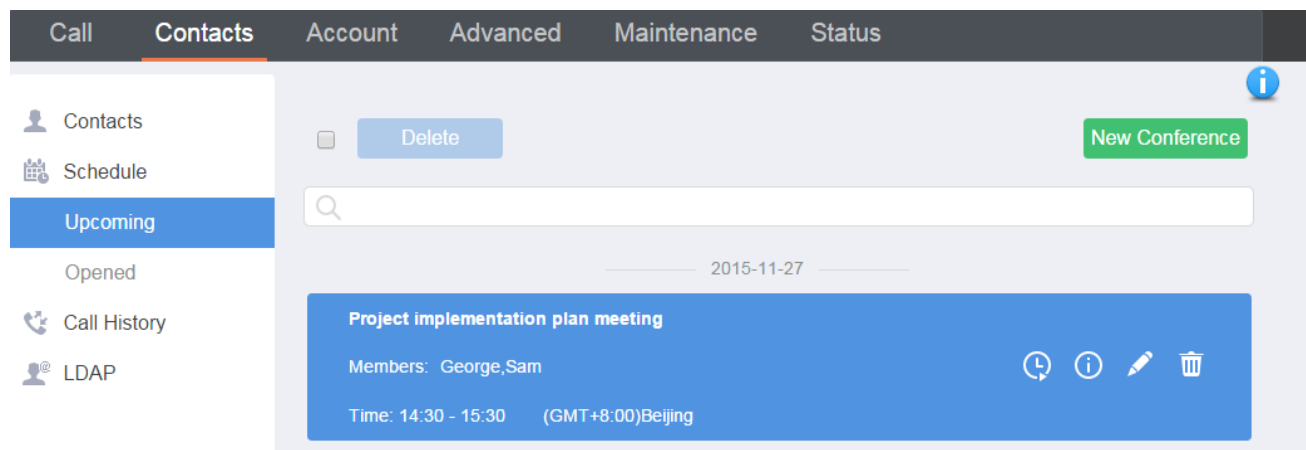 Call Contacts Account Advanced Maintenance Status
Contacts
Schedule
Upcoming
Opened
Call History
LDAP
Delete
New Conference
2015-11-27
Project implementation plan meeting
Members: George,Sam
Time: 14:30 - 15:30 (GMT+8:00)Beijing